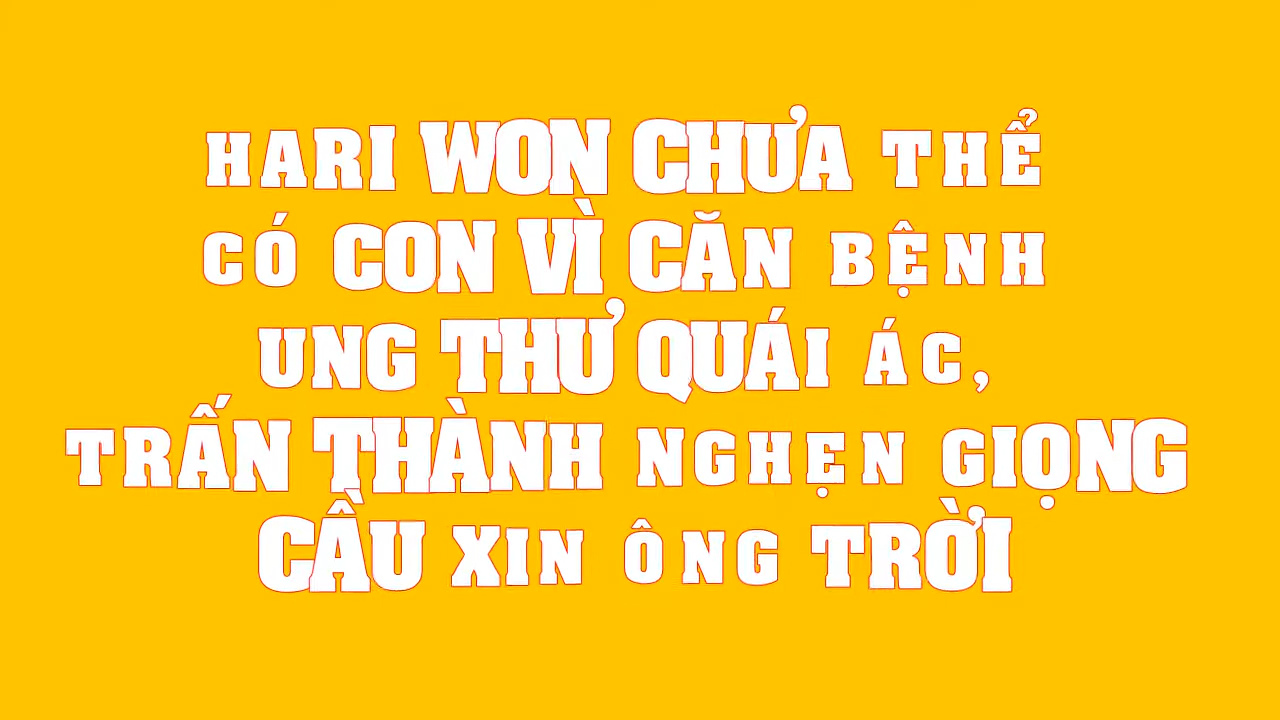 HARI WON CHƯA THỂ
CÓ CON VÌ CĂN BỆNH
UNG THƯ QUÁI ÁC,
TRẤN THÀNH NGHẸN GIỌNG
CẦU XIN ÔNG TRỜI